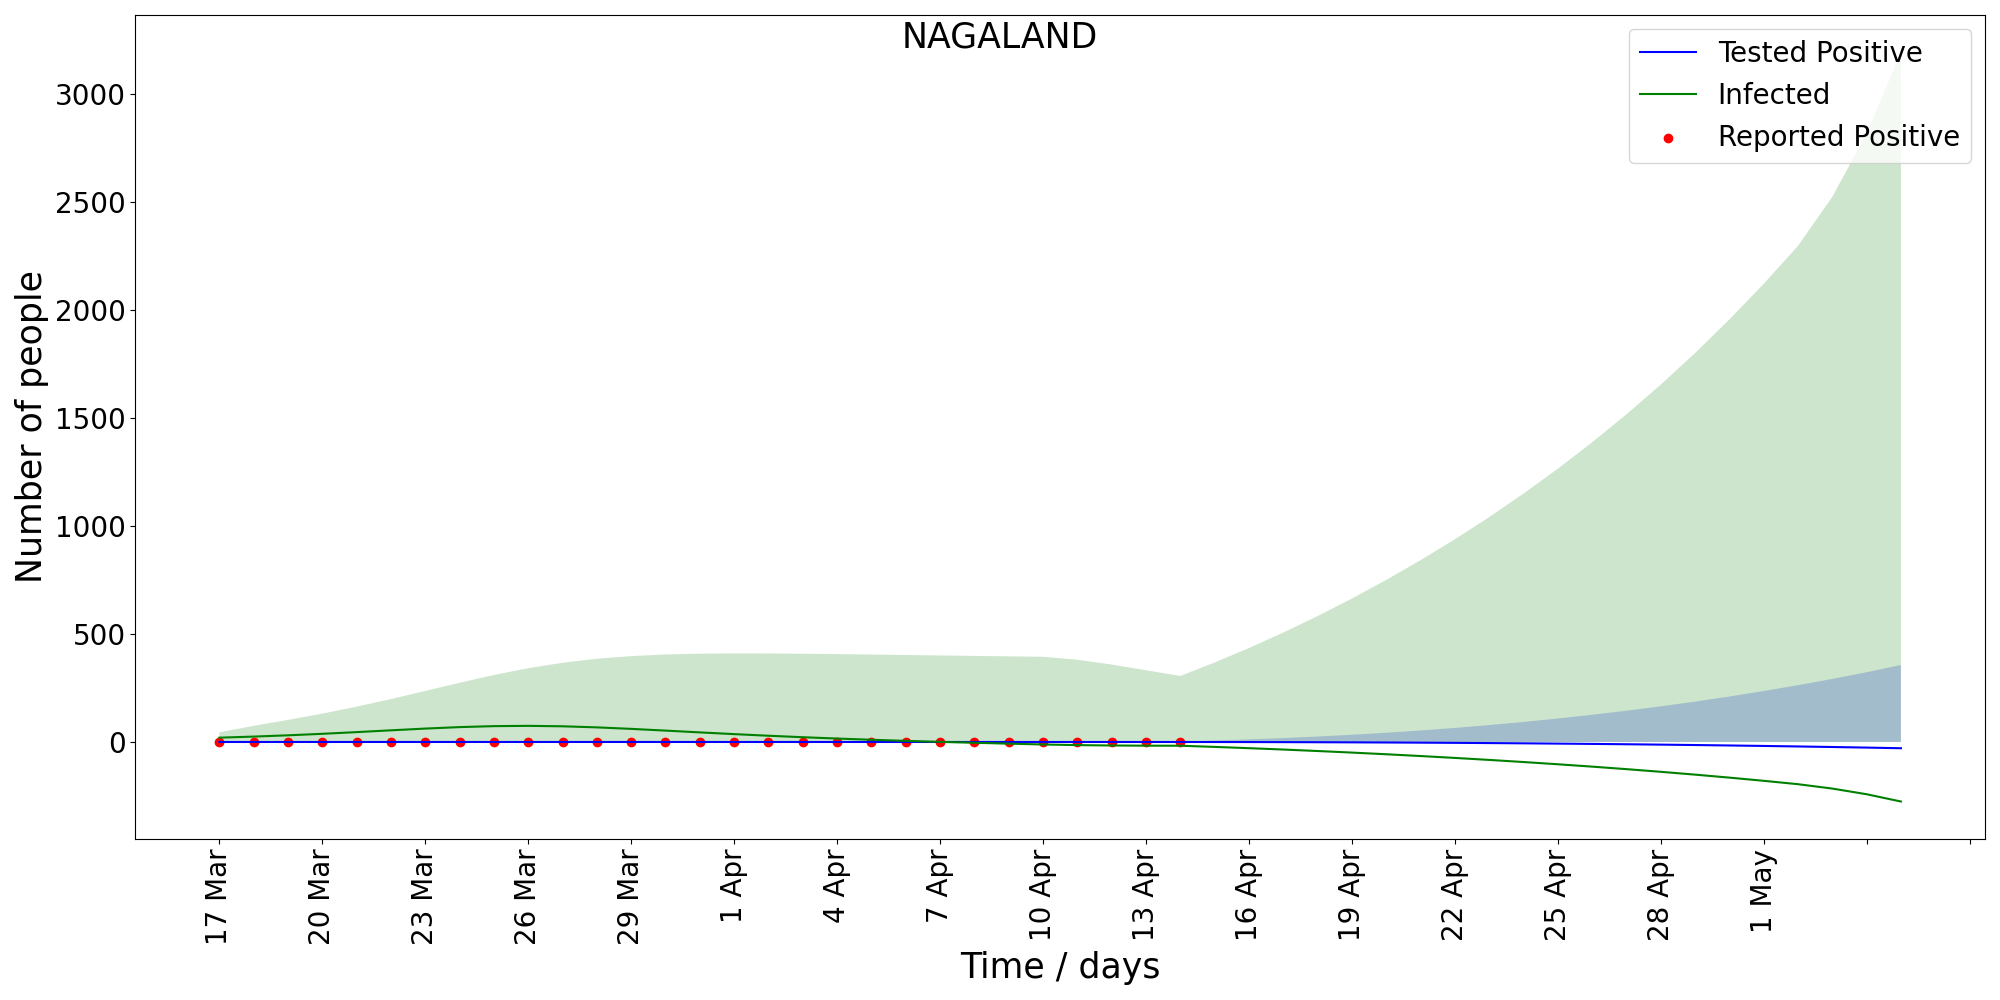 NAGALAND
Tested Positive
Infected
Reported Positive
Number of people
3000
2500
2000
1500
1000
500
0
17 Mar
20 Mar
23 Mar
26 Mar
29 Mar
1 Apr
4 Apr
7 Apr
10 Apr
13 Apr
16 Apr
19 Apr
22 Apr
25 Apr
28 Apr
1 May
Time / days